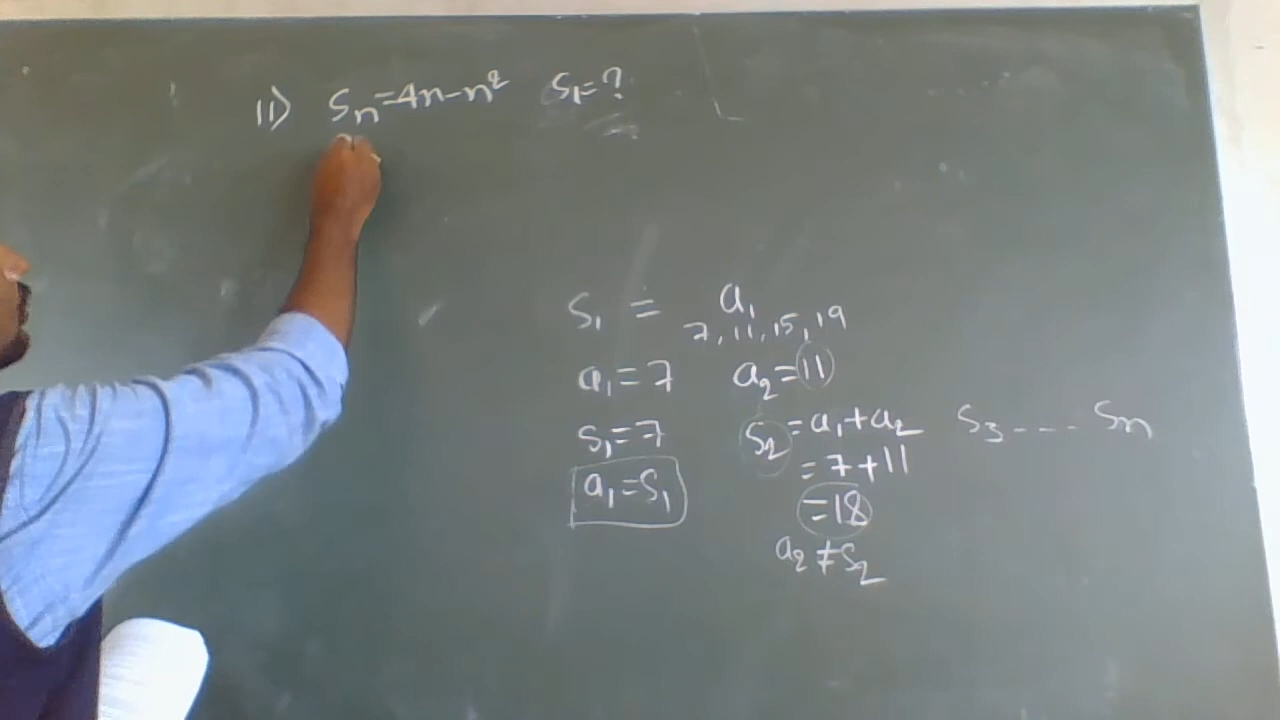 11) Sn=4n-n² S1=?
S1 = a1
7, 11, 15, 19
a1=7 a2=11
S1=7 S2=a1+a2 S3---- Sn
=7+11
a1=S1 =18
a2≠S2